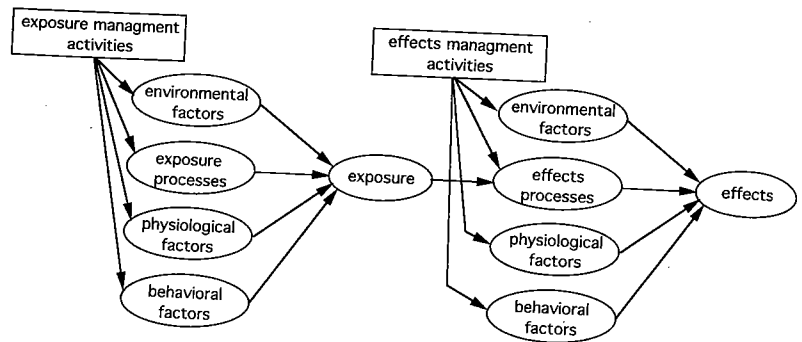 exposure managment
activities
environmental
factors
exposure
processes
physiological
factors
behavioral
factors
exposure
effects managment
activities
environmental
factors
effects
processes
physiological
factors
behavioral
factors
effects